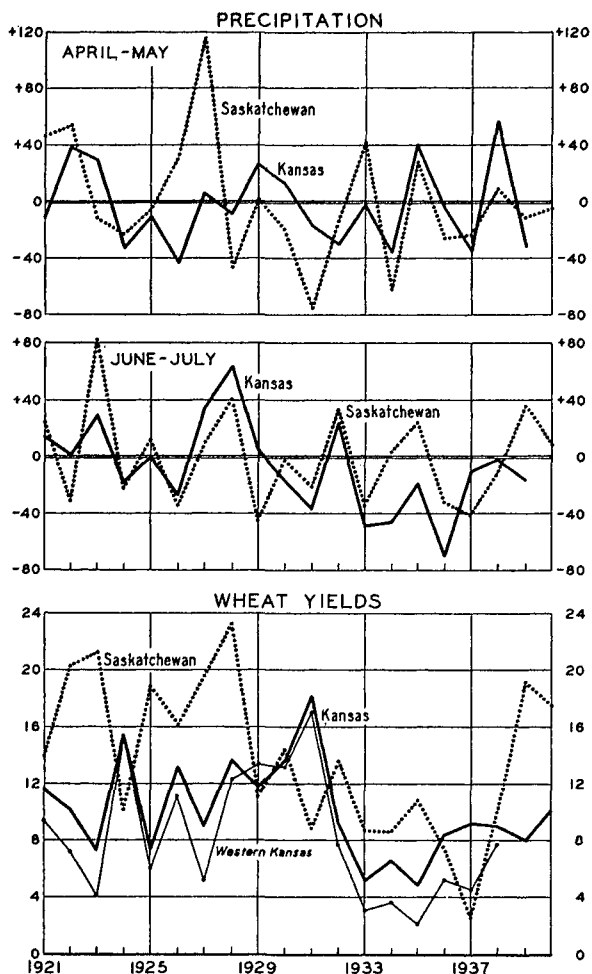 PRECIPITATION
+120 +120
APRIL-MAY
+80 +80
Saskatchewan
+40 +40
Kansas
0 0
-40 -40
-80 -80
+80 +80
JUNE-JULY
Kansas
+40 +40
Saskatchewan
0 0
-40 -40
-80 -80
WHEAT YIELDS
24 24
Saskatchewan
20 20
Kansas
16 16
12 12
8 8
Western Kansas
4 4
0 0
1921 1925 1929 1933 1937